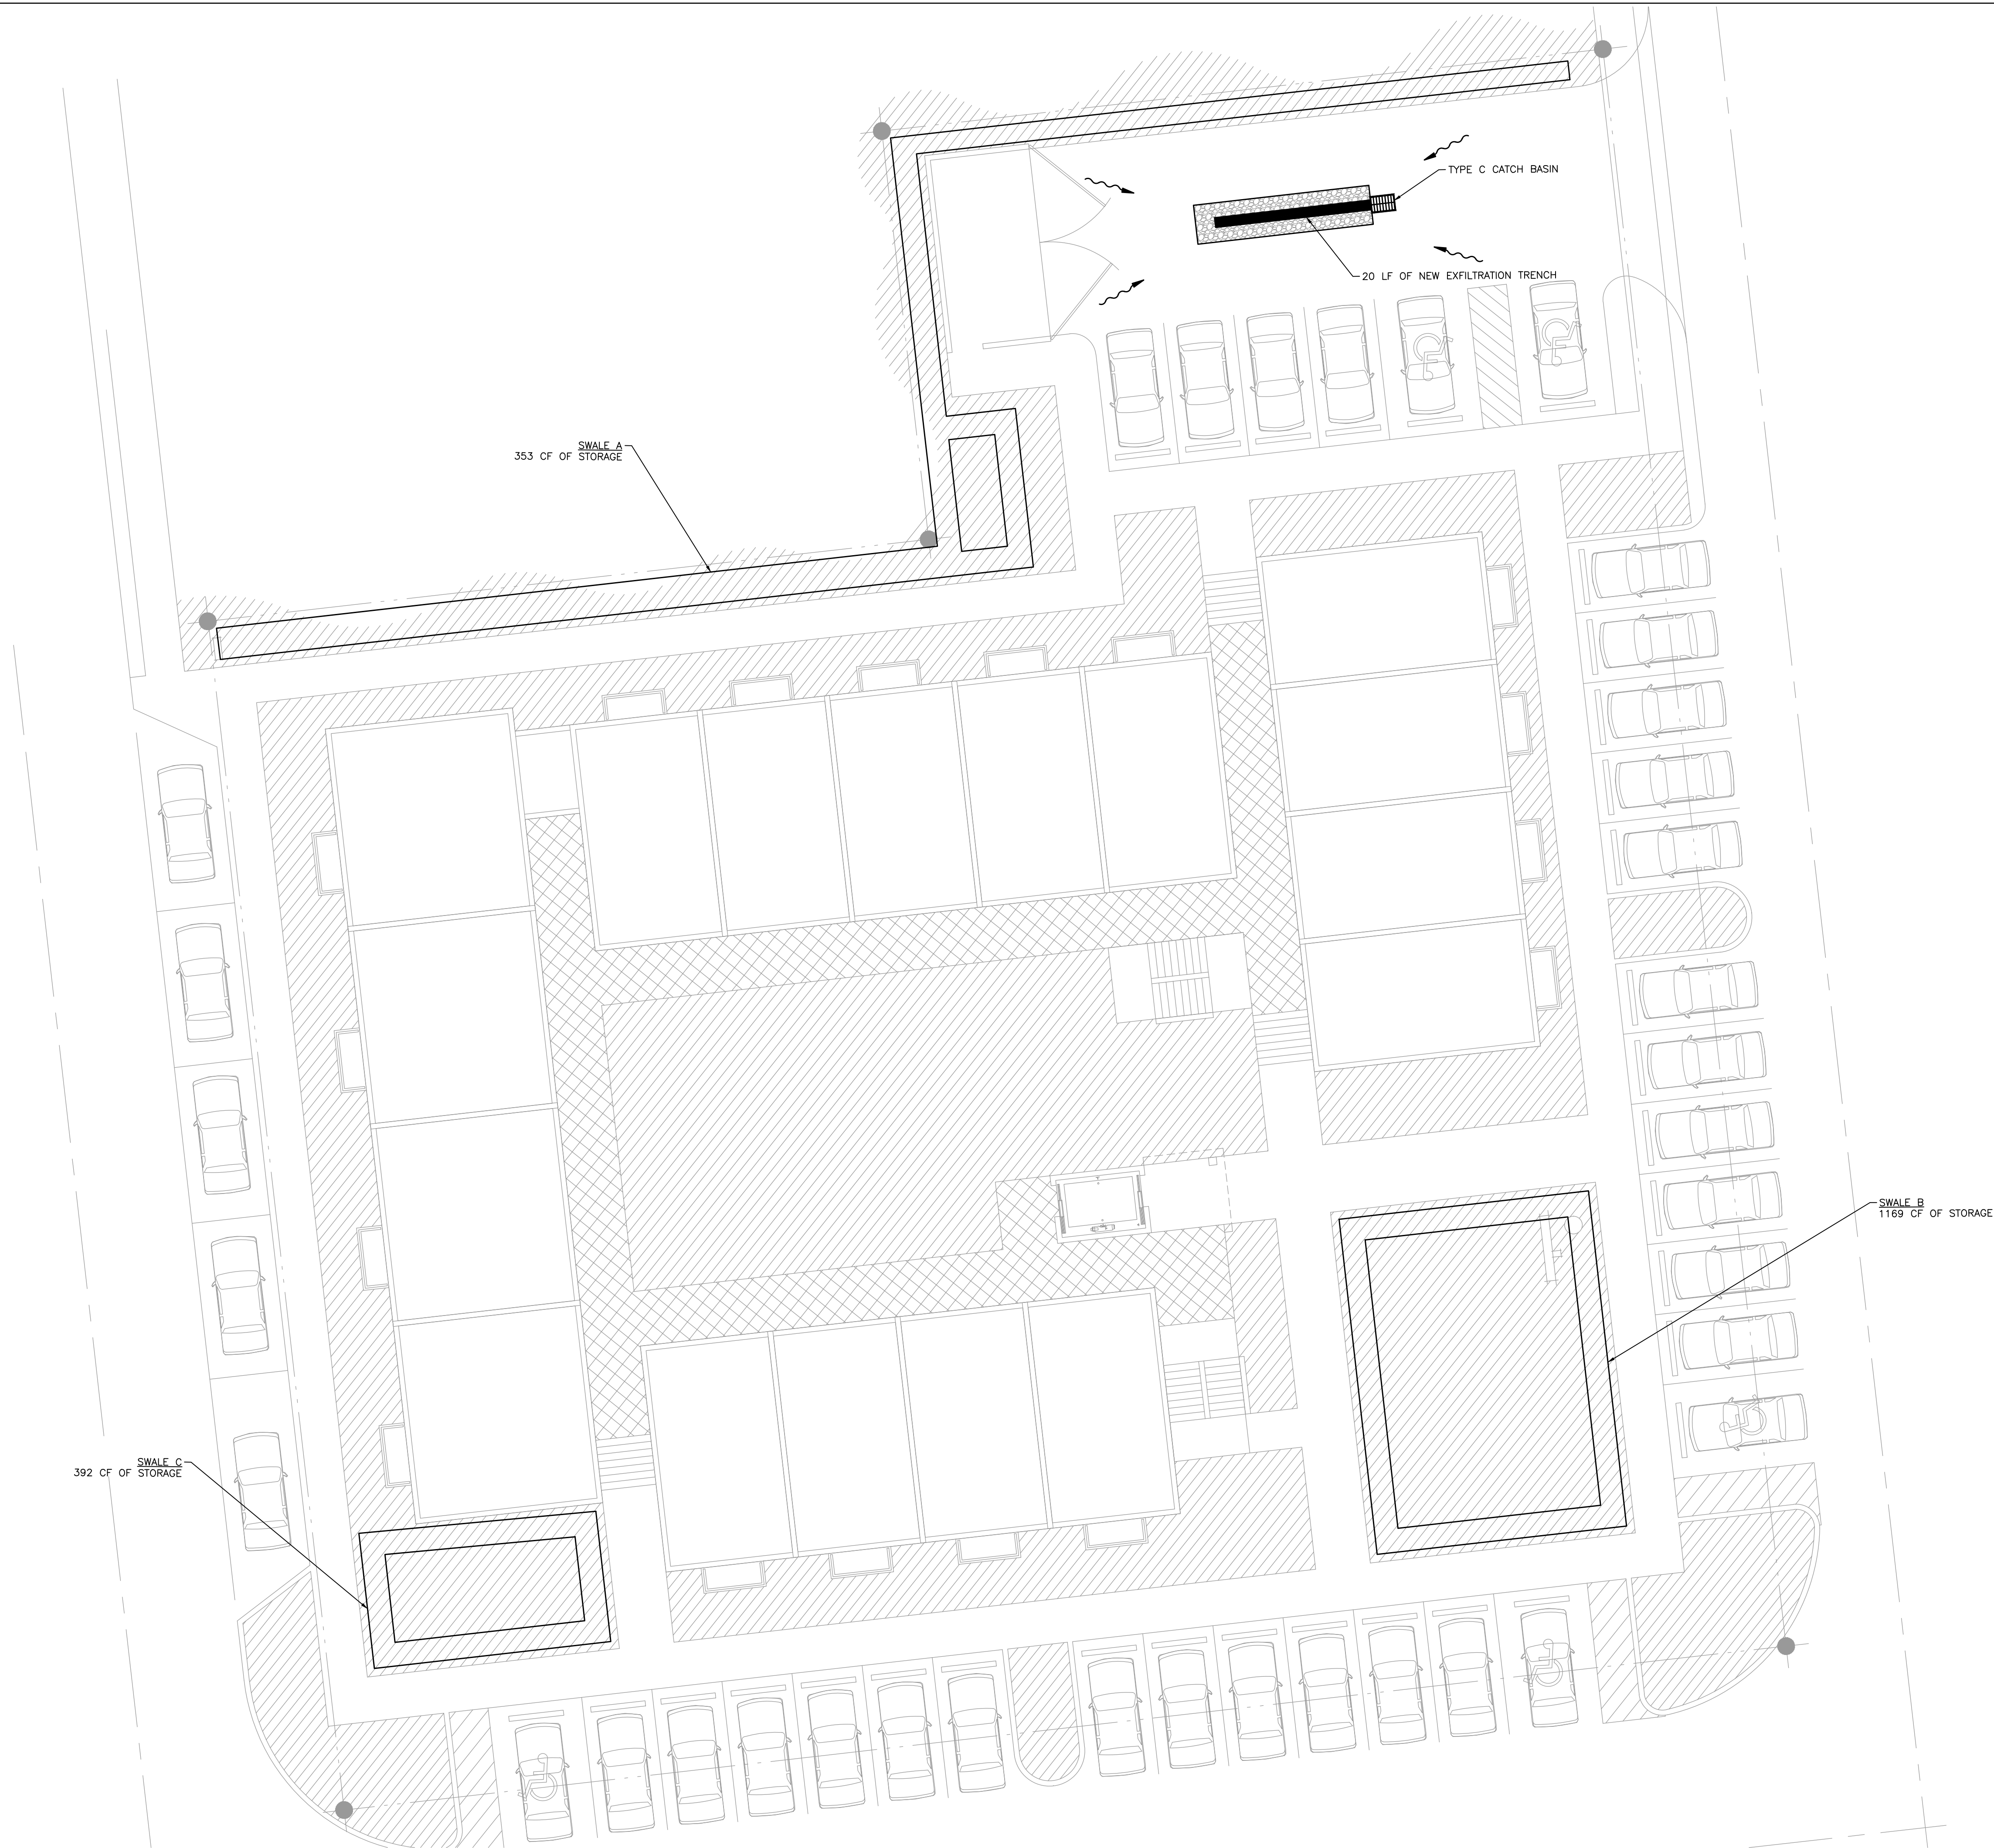 TYPE C CATCH BASIN
20 LF OF NEW EXFILTRATION TRENCH
SWALE A
353 CF OF STORAGE
SWALE B
1169 CF OF STORAGE
SWALE C
392 CF OF STORAGE